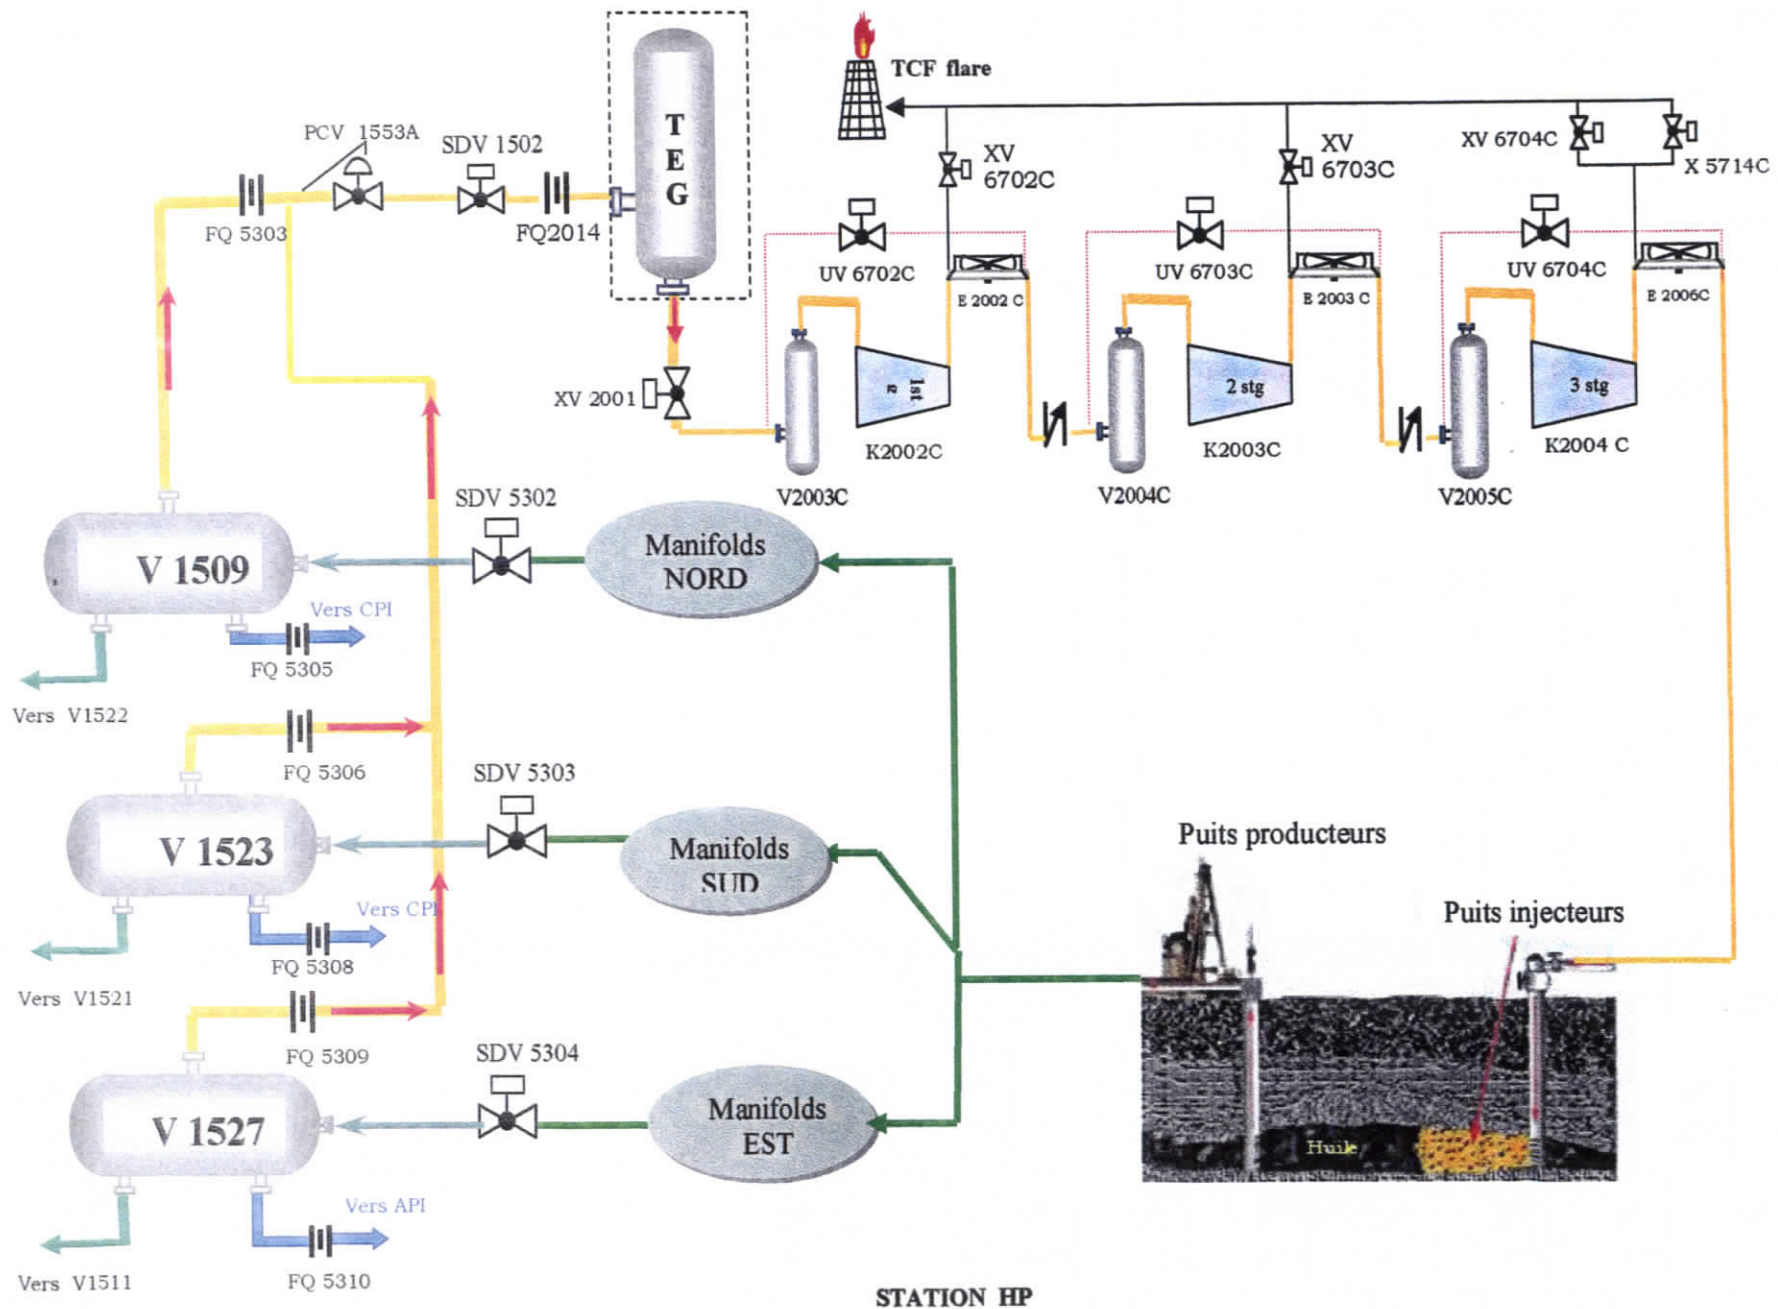 TCF flare
PCV 1553A
SDV 1502
TEG
XV
6702C
XV
6703C
XV 6704C
X 5714C
FQ 5303
FQ2014
UV 6702C
UV 6703C
UV 6704C
E 2002 C
E 2003 C
E 2006C
XV 2001
1st
2 stg
3 stg
K2002C
K2003C
K2004 C
V2003C
V2004C
V2005C
SDV 5302
Manifolds
NORD
V 1509
Vers CPI
FQ 5305
Vers V1522
FQ 5306
SDV 5303
Manifolds
SUD
V 1523
Vers CPI
FQ 5308
Vers V1521
Puits producteurs
Puits injecteurs
FQ 5309
SDV 5304
Manifolds
EST
V 1527
Huile
Vers API
FQ 5310
Vers V1511
STATION HP